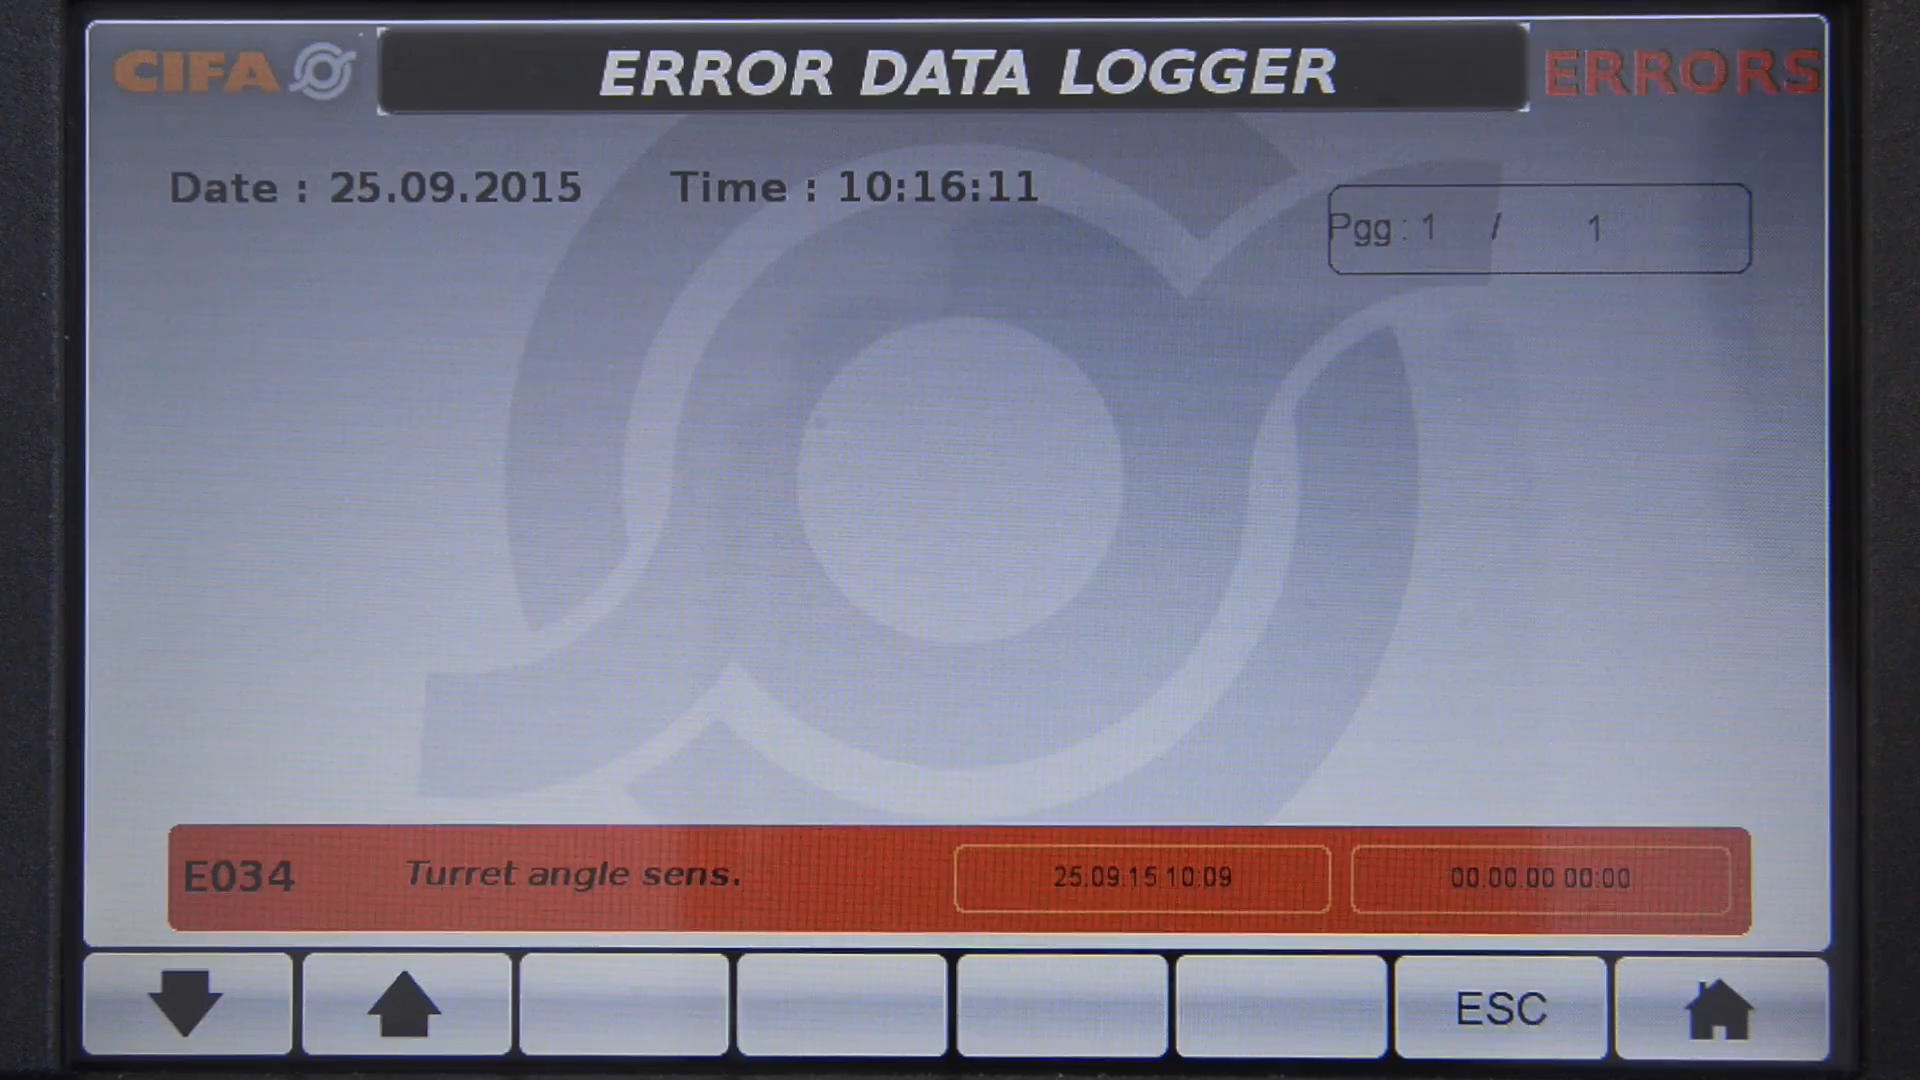 CIFA
ERROR DATA LOGGER
ERRORS
Date : 25.09.2015
Time : 10:16:11
Pgg : 1 / 1
E034
Turret angle sens.
25.09.15 10:09
00.00.00 00:00
ESC